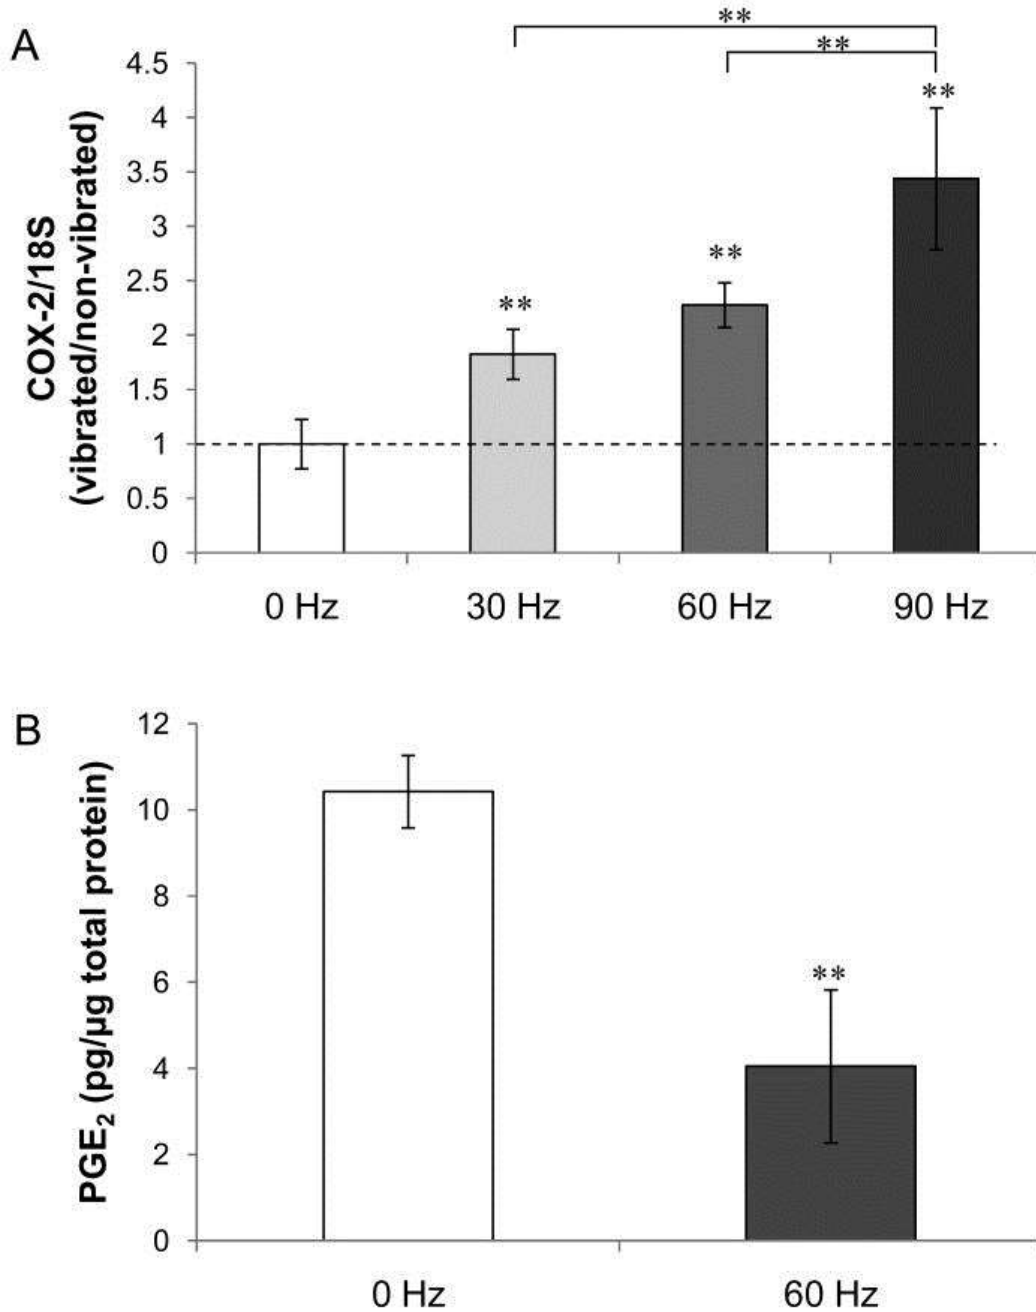 A
**
**
**
**
**
COX-2/18S
(vibrated/non-vibrated)
4.5
4
3.5
3
2.5
2
1.5
1
0.5
0
0 Hz
30 Hz
60 Hz
90 Hz
B
PGE₂ (pg/µg total protein)
12
10
8
6
4
2
0
**
0 Hz
60 Hz